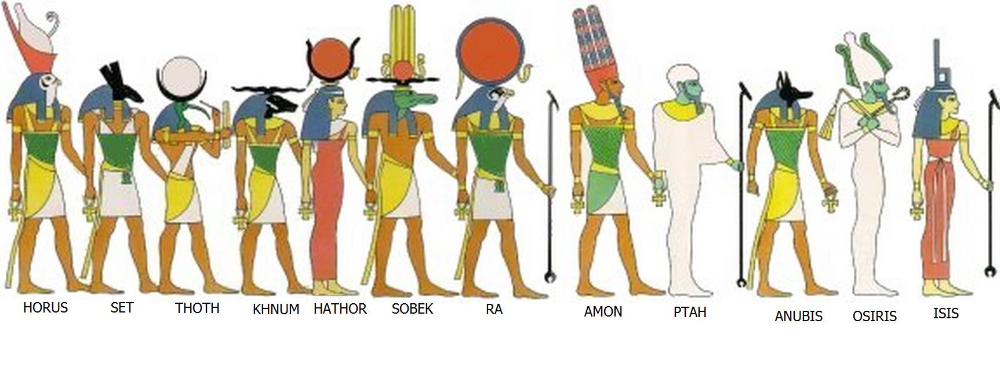 HORUS SET THOTH KHNUM HATHOR SOBEK RA AMON PTAH ANUBIS OSIRIS ISIS